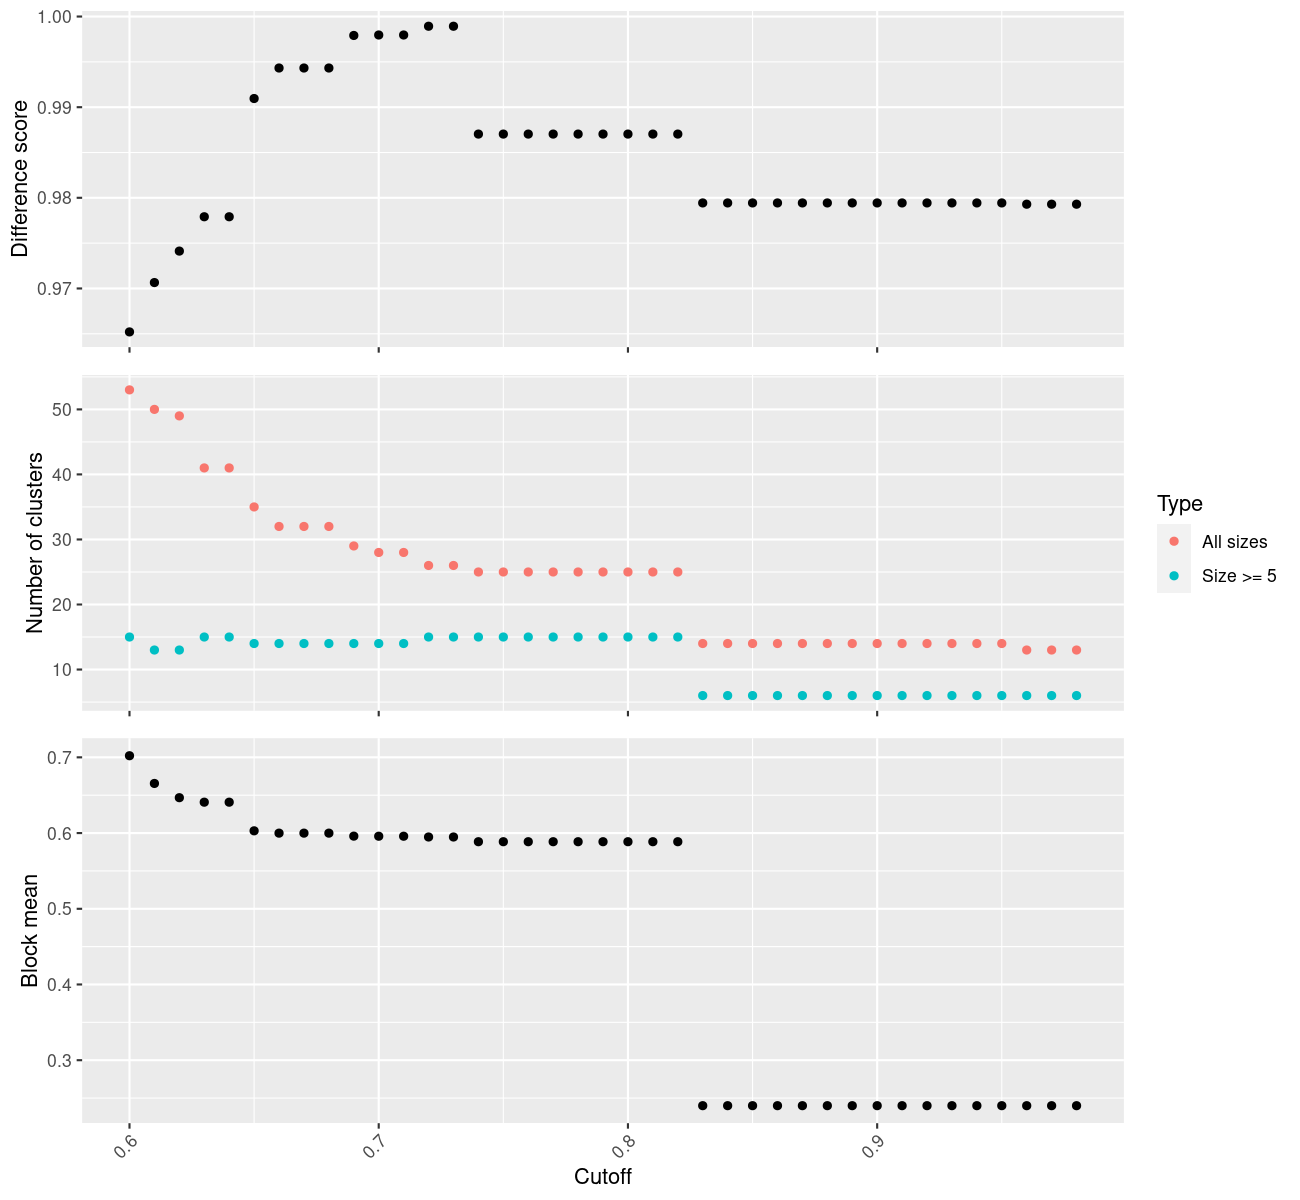 1.00
0.99
0.98
0.97
Difference score
50
40
30
20
10
Number of clusters
Type
All sizes
Size >= 5
0.7
0.6
0.5
0.4
0.3
Block mean
0.6 0.7 0.8 0.9
Cutoff